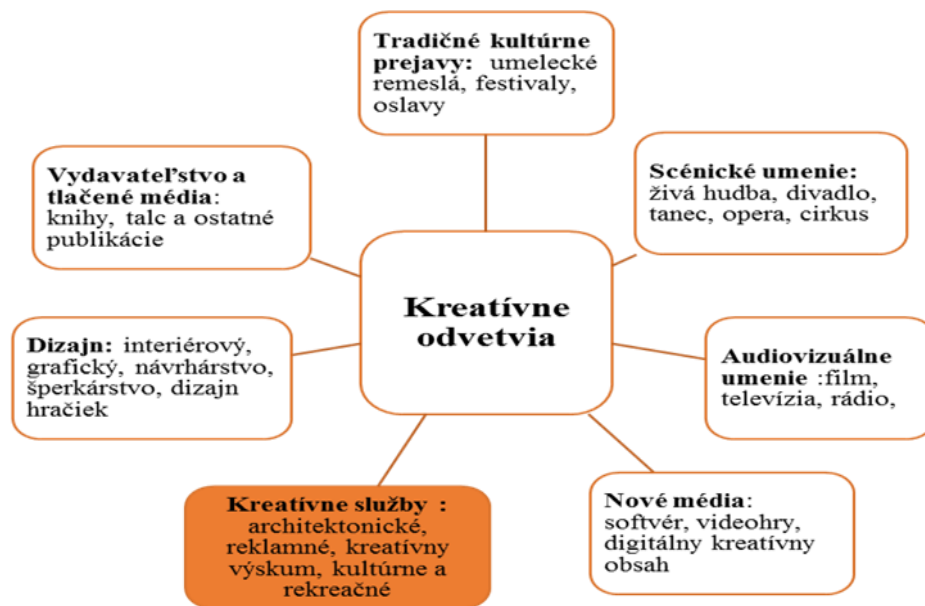 Tradičné kultúrne
prejavy: umelecké
remeslá, festivaly,
oslavy
Vydavateľstvo a
tlačené média:
knihy, talc a ostatné
publikácie
Scénické umenie:
živá hudba, divadlo,
tanec, opera, cirkus
Kreatívne
odvetvia
Dizajn: interiérový,
grafický, návrhárstvo,
šperkárstvo, dizajn
hračiek
Audiovizuálne
umenie :film,
televízia, rádio,
Kreatívne služby :
architektonické,
reklamné, kreatívny
výskum, kultúrne a
rekreačné
Nové média:
softvér, videohry,
digitálny kreatívny
obsah